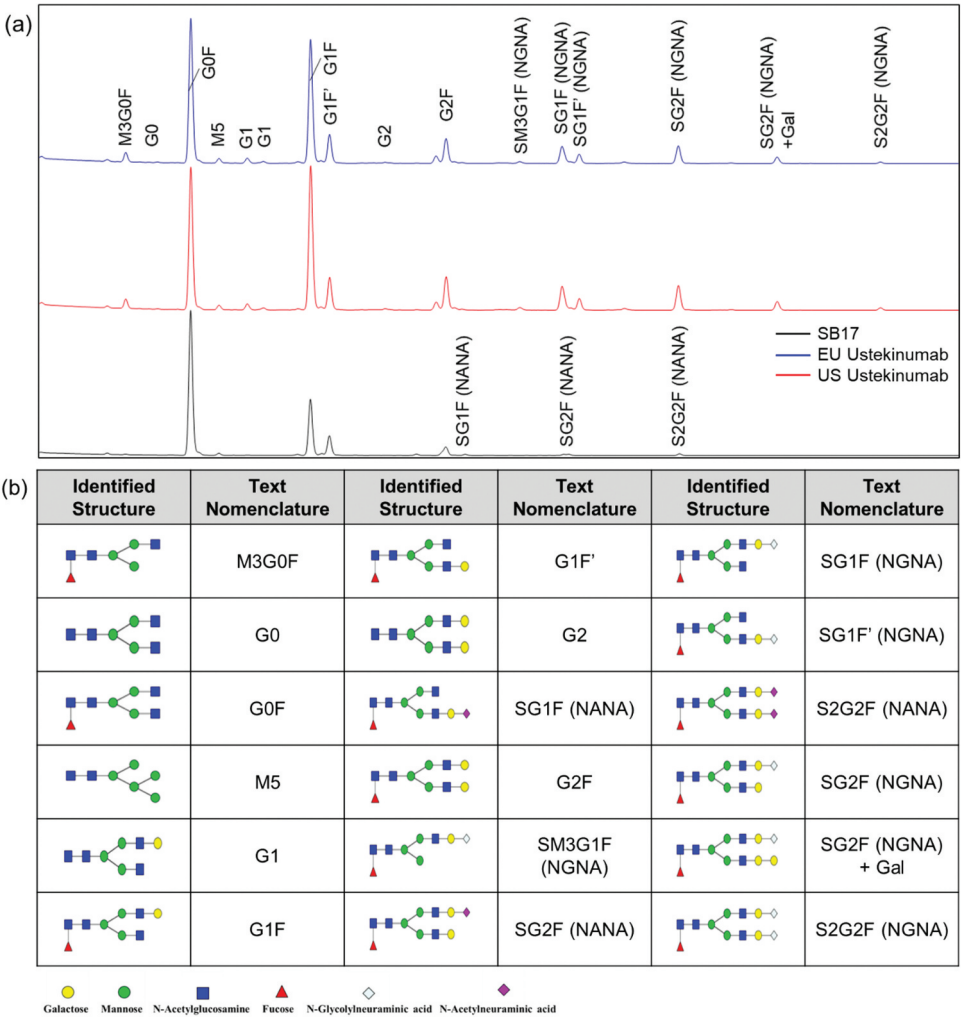 (a)
M3G0F
G0
G0F
M5
G1
G1
G1F
G1F'
G2
G2F
SM3G1F (NGNA)
SG1F (NGNA)
SG1F' (NGNA)
SG2F (NGNA)
SG2F (NGNA)
+Gal
S2G2F (NGNA)
SG1F (NANA)
SG2F (NANA)
S2G2F (NANA)
SB17
EU Ustekinumab
US Ustekinumab
(b)
Identified Structure Text Nomenclature Identified Structure Text Nomenclature Identified Structure Text Nomenclature
M3G0F G1F' SG1F (NGNA)
G0 G2 SG1F' (NGNA)
G0F SG1F (NANA) S2G2F (NANA)
M5 G2F SG2F (NGNA)
G1 SM3G1F (NGNA) SG2F (NGNA) + Gal
G1F SG2F (NANA) S2G2F (NGNA)
Galactose Mannose N-Acetylglucosamine Fucose N-Glycolylneuraminic acid N-Acetylneuraminic acid